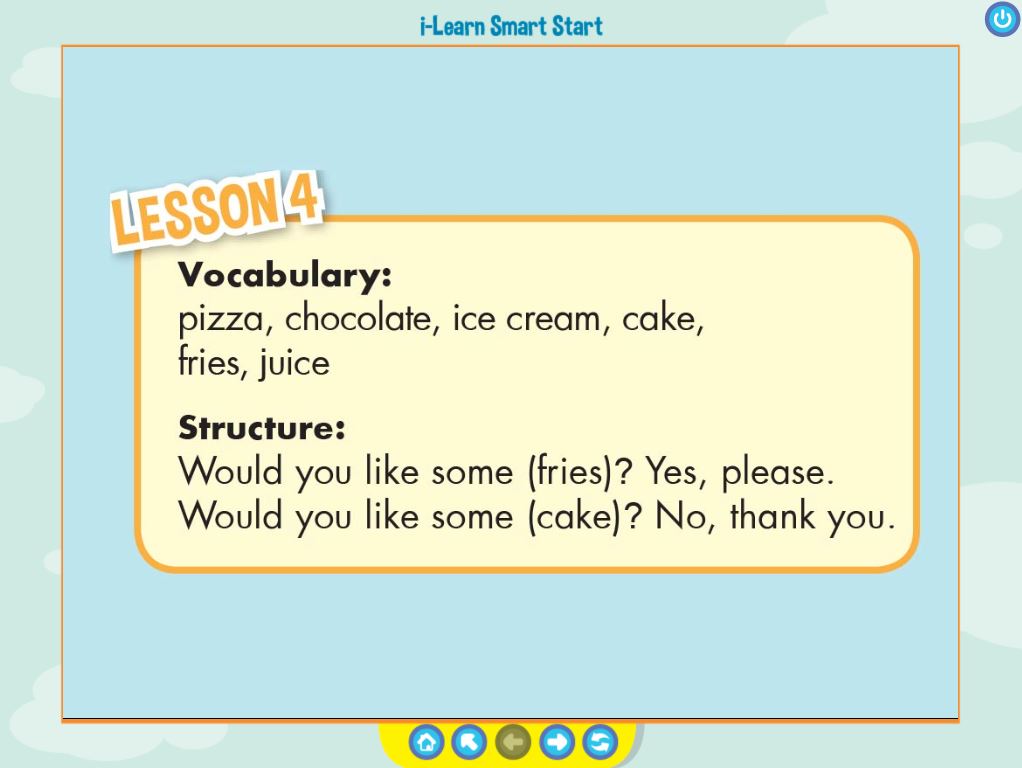 i-Learn Smart Start
LESSON 4
Vocabulary:
pizza, chocolate, ice cream, cake,
fries, juice
Structure:
Would you like some (fries)? Yes, please.
Would you like some (cake)? No, thank you.